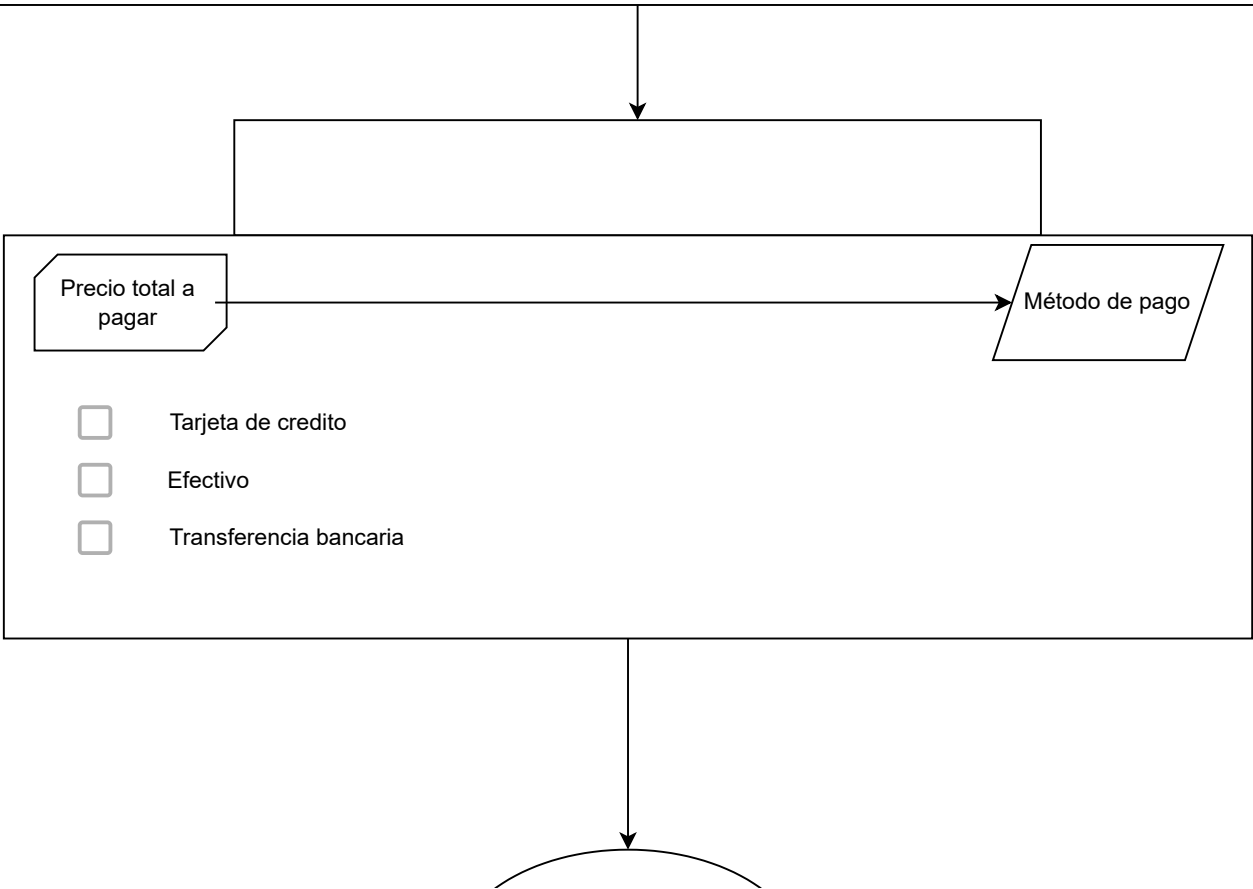 Precio total a
pagar
Método de pago
Tarjeta de credito
Efectivo
Transferencia bancaria